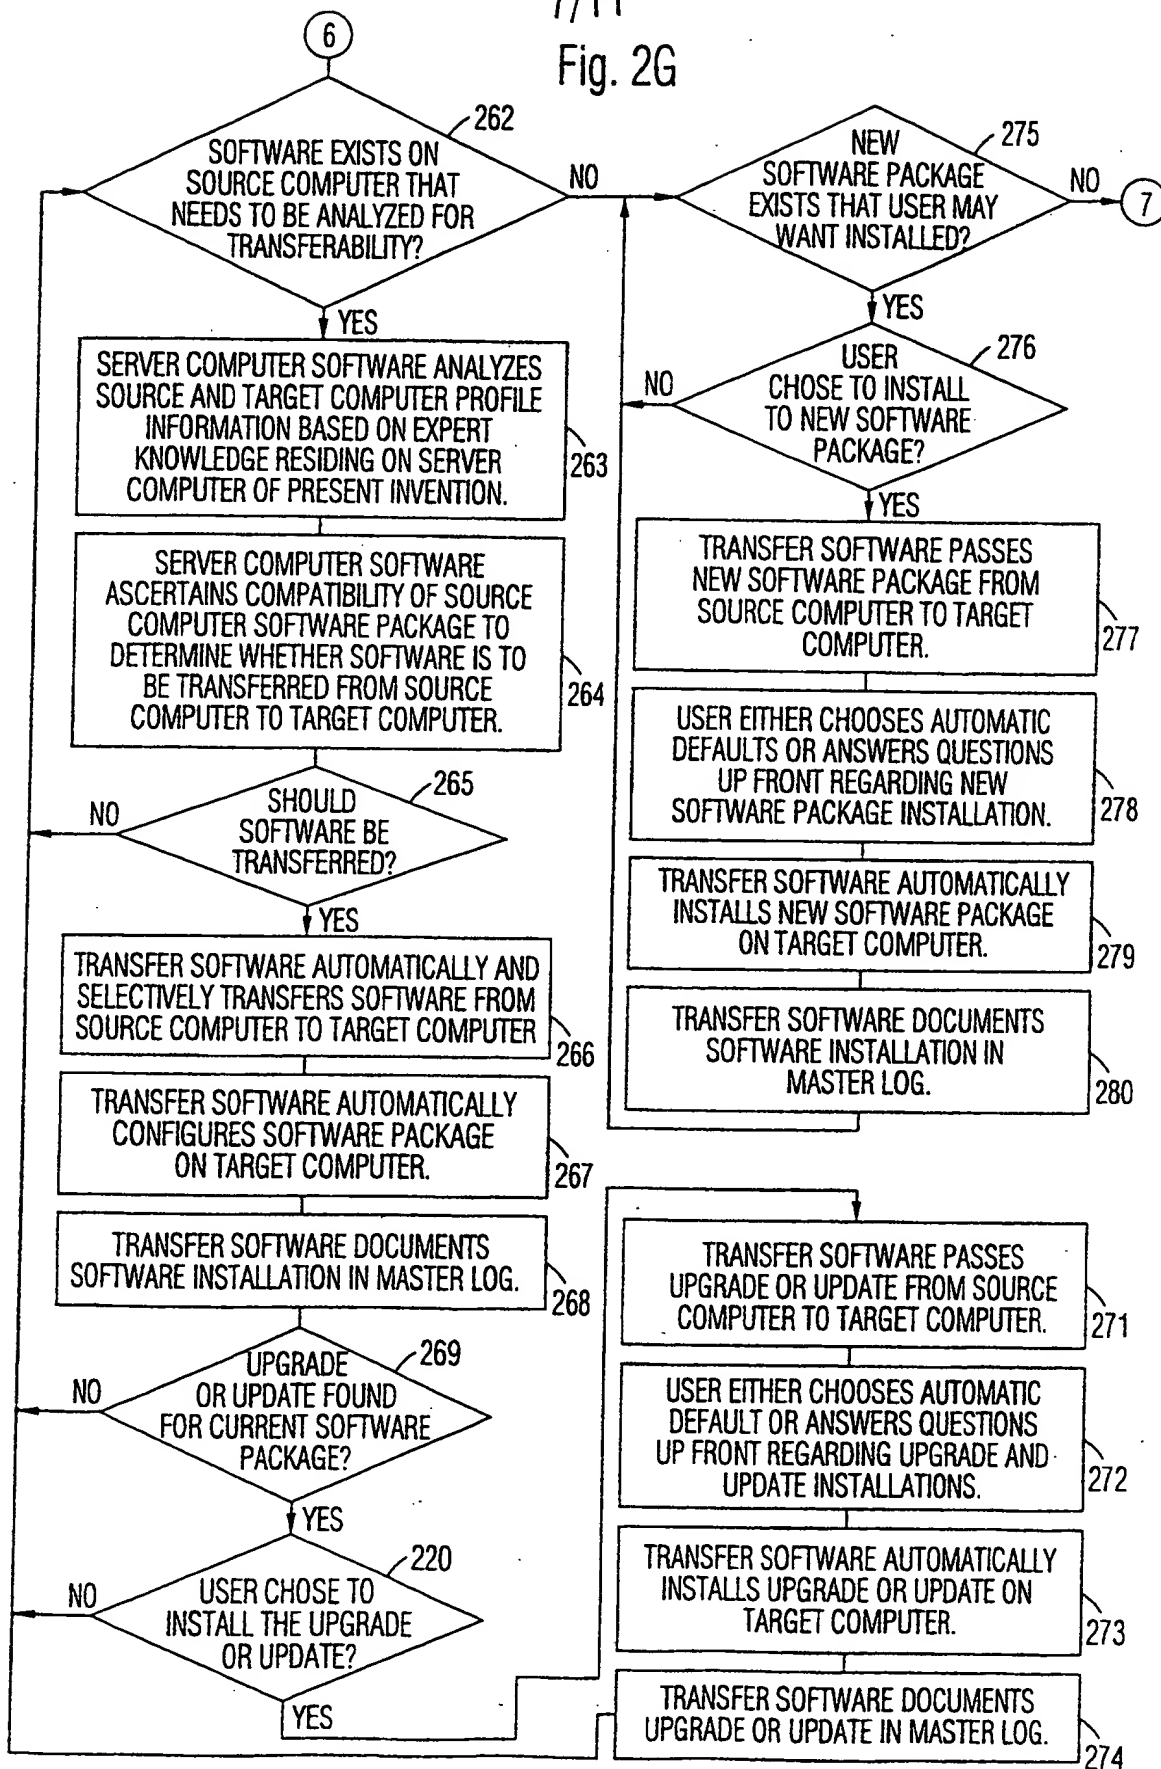 7/11
Fig. 2G
6
262
SOFTWARE EXISTS ON
SOURCE COMPUTER THAT
NEEDS TO BE ANALYZED FOR
TRANSFERABILITY?
NO
YES
SERVER COMPUTER SOFTWARE ANALYZES
SOURCE AND TARGET COMPUTER PROFILE
INFORMATION BASED ON EXPERT
KNOWLEDGE RESIDING ON SERVER
COMPUTER OF PRESENT INVENTION.
263
SERVER COMPUTER SOFTWARE
ASCERTAINS COMPATIBILITY OF SOURCE
COMPUTER SOFTWARE PACKAGE TO
DETERMINE WHETHER SOFTWARE IS TO
BE TRANSFERRED FROM SOURCE
COMPUTER TO TARGET COMPUTER.
264
265
SHOULD
SOFTWARE BE
TRANSFERRED?
NO
YES
TRANSFER SOFTWARE AUTOMATICALLY AND
SELECTIVELY TRANSFERS SOFTWARE FROM
SOURCE COMPUTER TO TARGET COMPUTER
266
TRANSFER SOFTWARE AUTOMATICALLY
CONFIGURES SOFTWARE PACKAGE
ON TARGET COMPUTER.
267
TRANSFER SOFTWARE DOCUMENTS
SOFTWARE INSTALLATION IN MASTER LOG.
268
269
UPGRADE
OR UPDATE FOUND
FOR CURRENT SOFTWARE
PACKAGE?
NO
YES
220
USER CHOSE TO
INSTALL THE UPGRADE
OR UPDATE?
NO
YES
275
NEW
SOFTWARE PACKAGE
EXISTS THAT USER MAY
WANT INSTALLED?
NO
7
YES
276
USER
CHOSE TO INSTALL
TO NEW SOFTWARE
PACKAGE?
NO
YES
TRANSFER SOFTWARE PASSES
NEW SOFTWARE PACKAGE FROM
SOURCE COMPUTER TO TARGET
COMPUTER.
277
USER EITHER CHOOSES AUTOMATIC
DEFAULTS OR ANSWERS QUESTIONS
UP FRONT REGARDING NEW
SOFTWARE PACKAGE INSTALLATION.
278
TRANSFER SOFTWARE AUTOMATICALLY
INSTALLS NEW SOFTWARE PACKAGE
ON TARGET COMPUTER.
279
TRANSFER SOFTWARE DOCUMENTS
SOFTWARE INSTALLATION IN
MASTER LOG.
280
TRANSFER SOFTWARE PASSES
UPGRADE OR UPDATE FROM SOURCE
COMPUTER TO TARGET COMPUTER.
271
USER EITHER CHOOSES AUTOMATIC
DEFAULT OR ANSWERS QUESTIONS
UP FRONT REGARDING UPGRADE AND
UPDATE INSTALLATIONS.
272
TRANSFER SOFTWARE AUTOMATICALLY
INSTALLS UPGRADE OR UPDATE ON
TARGET COMPUTER.
273
TRANSFER SOFTWARE DOCUMENTS
UPGRADE OR UPDATE IN MASTER LOG.
274